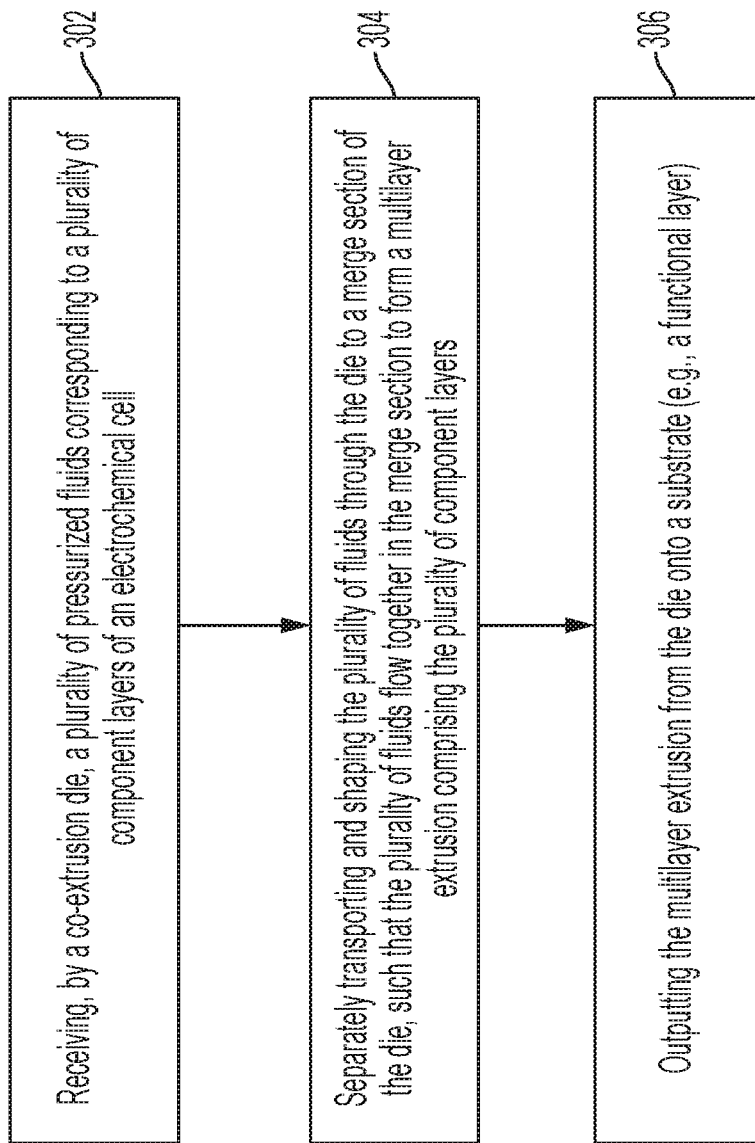 Receiving, by a co-extrusion die, a plurality of pressurized fluids corresponding to a plurality of
component layers of an electrochemical cell
302
Separately transporting and shaping the plurality of fluids through the die to a merge section of
the die, such that the plurality of fluids flow together in the merge section to form a multilayer
extrusion comprising the plurality of component layers
304
Outputting the multilayer extrusion from the die onto a substrate (e.g., a functional layer)
306